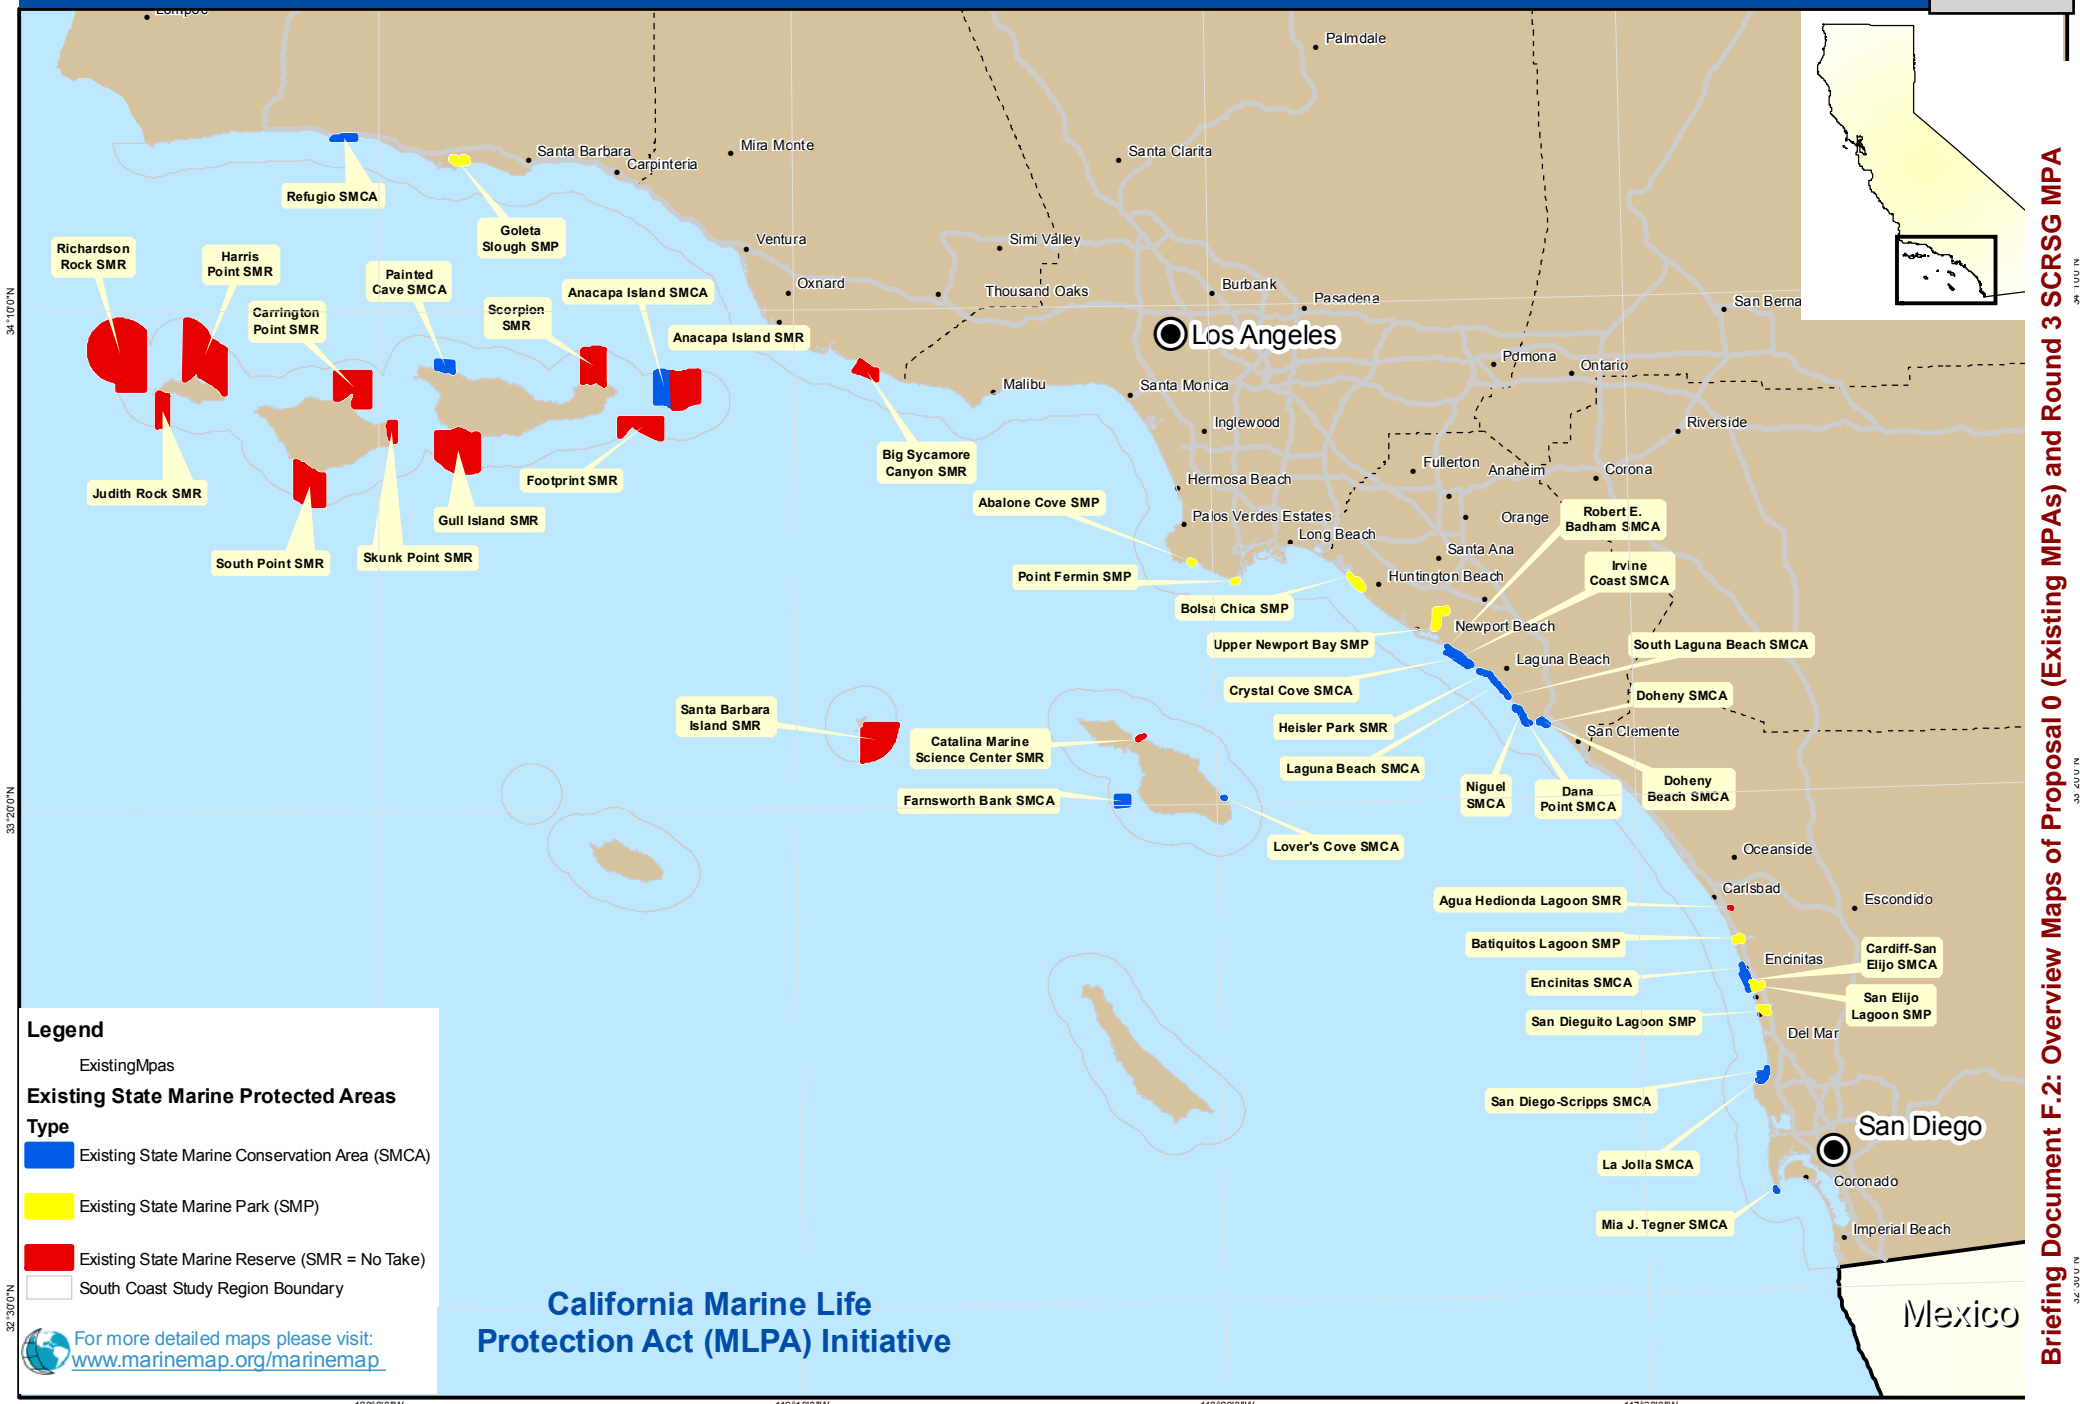 Palmdale
Santa Barbara
Carpinteria
Mira Monte
Santa Clarita
Refugio SMCA
Goleta
Slough SMP
Ventura
Simi Valley
Richardson
Rock SMR
Harris
Point SMR
Painted
Cave SMCA
Anacapa Island SMCA
Oxnard
Thousand Oaks
Burbank
Pasadena
San Berna
Carrington
Point SMR
Scorpion
SMR
Anacapa Island SMR
Los Angeles
Pomona
Ontario
Malibu
Santa Monica
Inglewood
Riverside
Judith Rock SMR
Footprint SMR
Big Sycamore
Canyon SMR
Fullerton
Anaheim
Corona
Hermosa Beach
Gull Island SMR
Abalone Cove SMP
Palos Verdes Estates
Long Beach
Orange
Robert E.
Badham SMCA
South Point SMR
Skunk Point SMR
Santa Ana
Irvine
Coast SMCA
Point Fermin SMP
Huntington Beach
Bolsa Chica SMP
Newport Beach
Upper Newport Bay SMP
South Laguna Beach SMCA
Laguna Beach
Crystal Cove SMCA
Doheny SMCA
Santa Barbara
Island SMR
Heisler Park SMR
San Clemente
Catalina Marine
Science Center SMR
Laguna Beach SMCA
Niguel
SMCA
Dana
Point SMCA
Doheny
Beach SMCA
Farnsworth Bank SMCA
Lover's Cove SMCA
Oceanside
Carlsbad
Agua Hedionda Lagoon SMR
Escondido
Batiquitos Lagoon SMP
Encinitas
Cardiff-San
Elijo SMCA
Encinitas SMCA
San Elijo
Lagoon SMP
San Dieguito Lagoon SMP
Del Mar
San Diego-Scripps SMCA
San Diego
La Jolla SMCA
Coronado
Mia J. Tegner SMCA
Imperial Beach
Mexico
Legend
ExistingMpas
Existing State Marine Protected Areas
Type
Existing State Marine Conservation Area (SMCA)
Existing State Marine Park (SMP)
Existing State Marine Reserve (SMR = No Take)
South Coast Study Region Boundary
For more detailed maps please visit:
www.marinemap.org/marinemap
California Marine Life
Protection Act (MLPA) Initiative
34°10'0"N
33°20'0"N
32°30'0"N
Briefing Document F.2: Overview Maps of Proposal 0 (Existing MPAs) and Round 3 SCRSG MPA